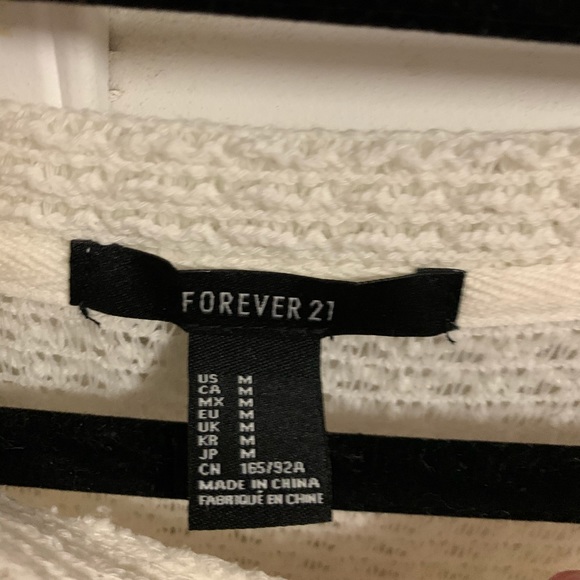 FOREVER 21
US M
CA M
MX M
EU M
UK M
KR M
JP M
CN 165/92A
MADE IN CHINA
FABRIQUÉ EN CHINE